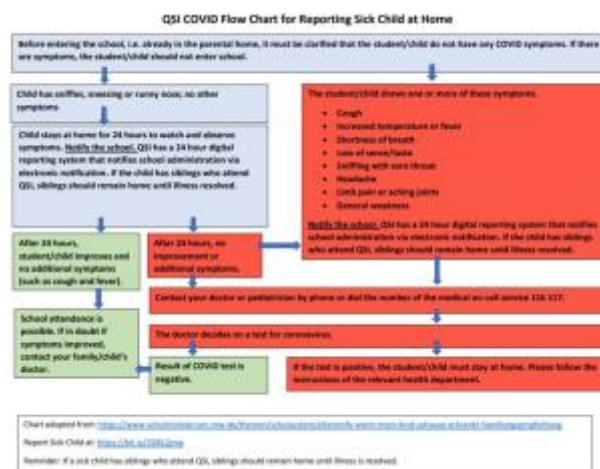 QSI COVID Flow Chart for Reporting Sick Child at Home
Before entering the school, i.e. already in the parental home, it must be clarified that the student/child do not have any COVID symptoms. If there
are symptoms, the student/child should not enter school.
Child has sniffles, sneezing or runny nose, no other
symptoms
Child stays at home for 24 hours to watch and observe
symptoms. Notify the school. QSI has a 24 hour digital
reporting system that notifies school administration via
electronic notification. If the child has siblings who attend
QSI, siblings should remain home until illness resolved.
The student/child shows one or more of these symptoms.
Cough
Increased temperature or fever
Shortness of breath
Loss of sense/taste
Sniffling with sore throat
Headache
Limb pain or aching joints
General weakness
Notify the school. QSI has a 24 hour digital reporting system that notifies
school administration via electronic notification. If the child has siblings
who attend QSI, siblings should remain home until illness resolved.
After 24 hours,
student/child improves and
no additional symptoms
(such as cough and fever).
After 24 hours, no
improvement or
additional symptoms.
Contact your doctor or pediatrician by phone or dial the number of the medical on-call service 116 117.
School attendance is
possible. If in doubt if
symptoms improved,
contact your family/child's
doctor.
The doctor decides on a test for coronavirus.
Result of COVID test is
negative.
If the test is positive, the student/child must stay at home. Please follow the
instructions of the relevant health department.
Chart adopted from:
Report Sick Child at:
Reminder: If a sick child has siblings who attend QSI, siblings should remain home until illness is resolved.